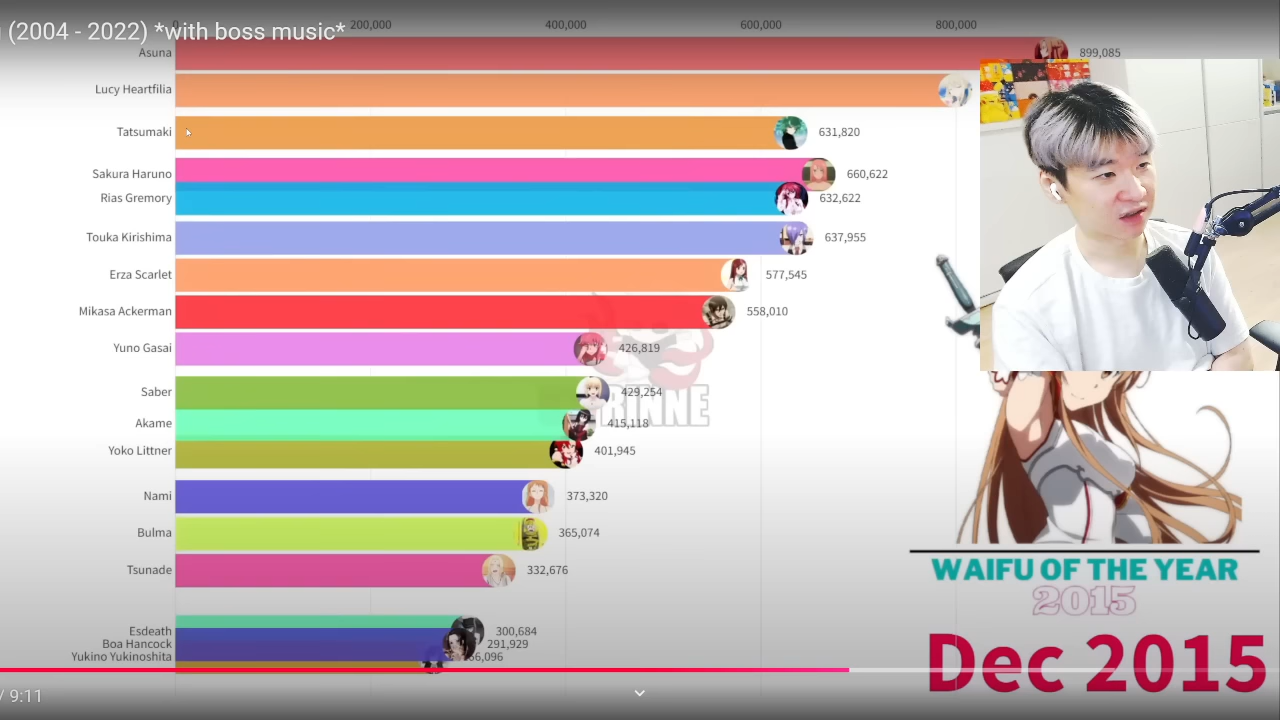 (2004 - 2022) *with boss music*
0 200,000 400,000 600,000 800,000
Asuna 899,085
Lucy Heartfilia
Tatsumaki 631,820
Sakura Haruno 660,622
Rias Gremory 632,622
Touka Kirishima 637,955
Erza Scarlet 577,545
Mikasa Ackerman 558,010
Yuno Gasai 426,819
Saber 429,254
RINNE
Akame 415,118
Yoko Littner 401,945
Nami 373,320
Bulma 365,074
Tsunade 332,676
WAIFU OF THE YEAR
2015
Esdeath 300,684
Boa Hancock 291,929
Yukino Yukinoshita 6,096
Dec 2015
/ 9:11